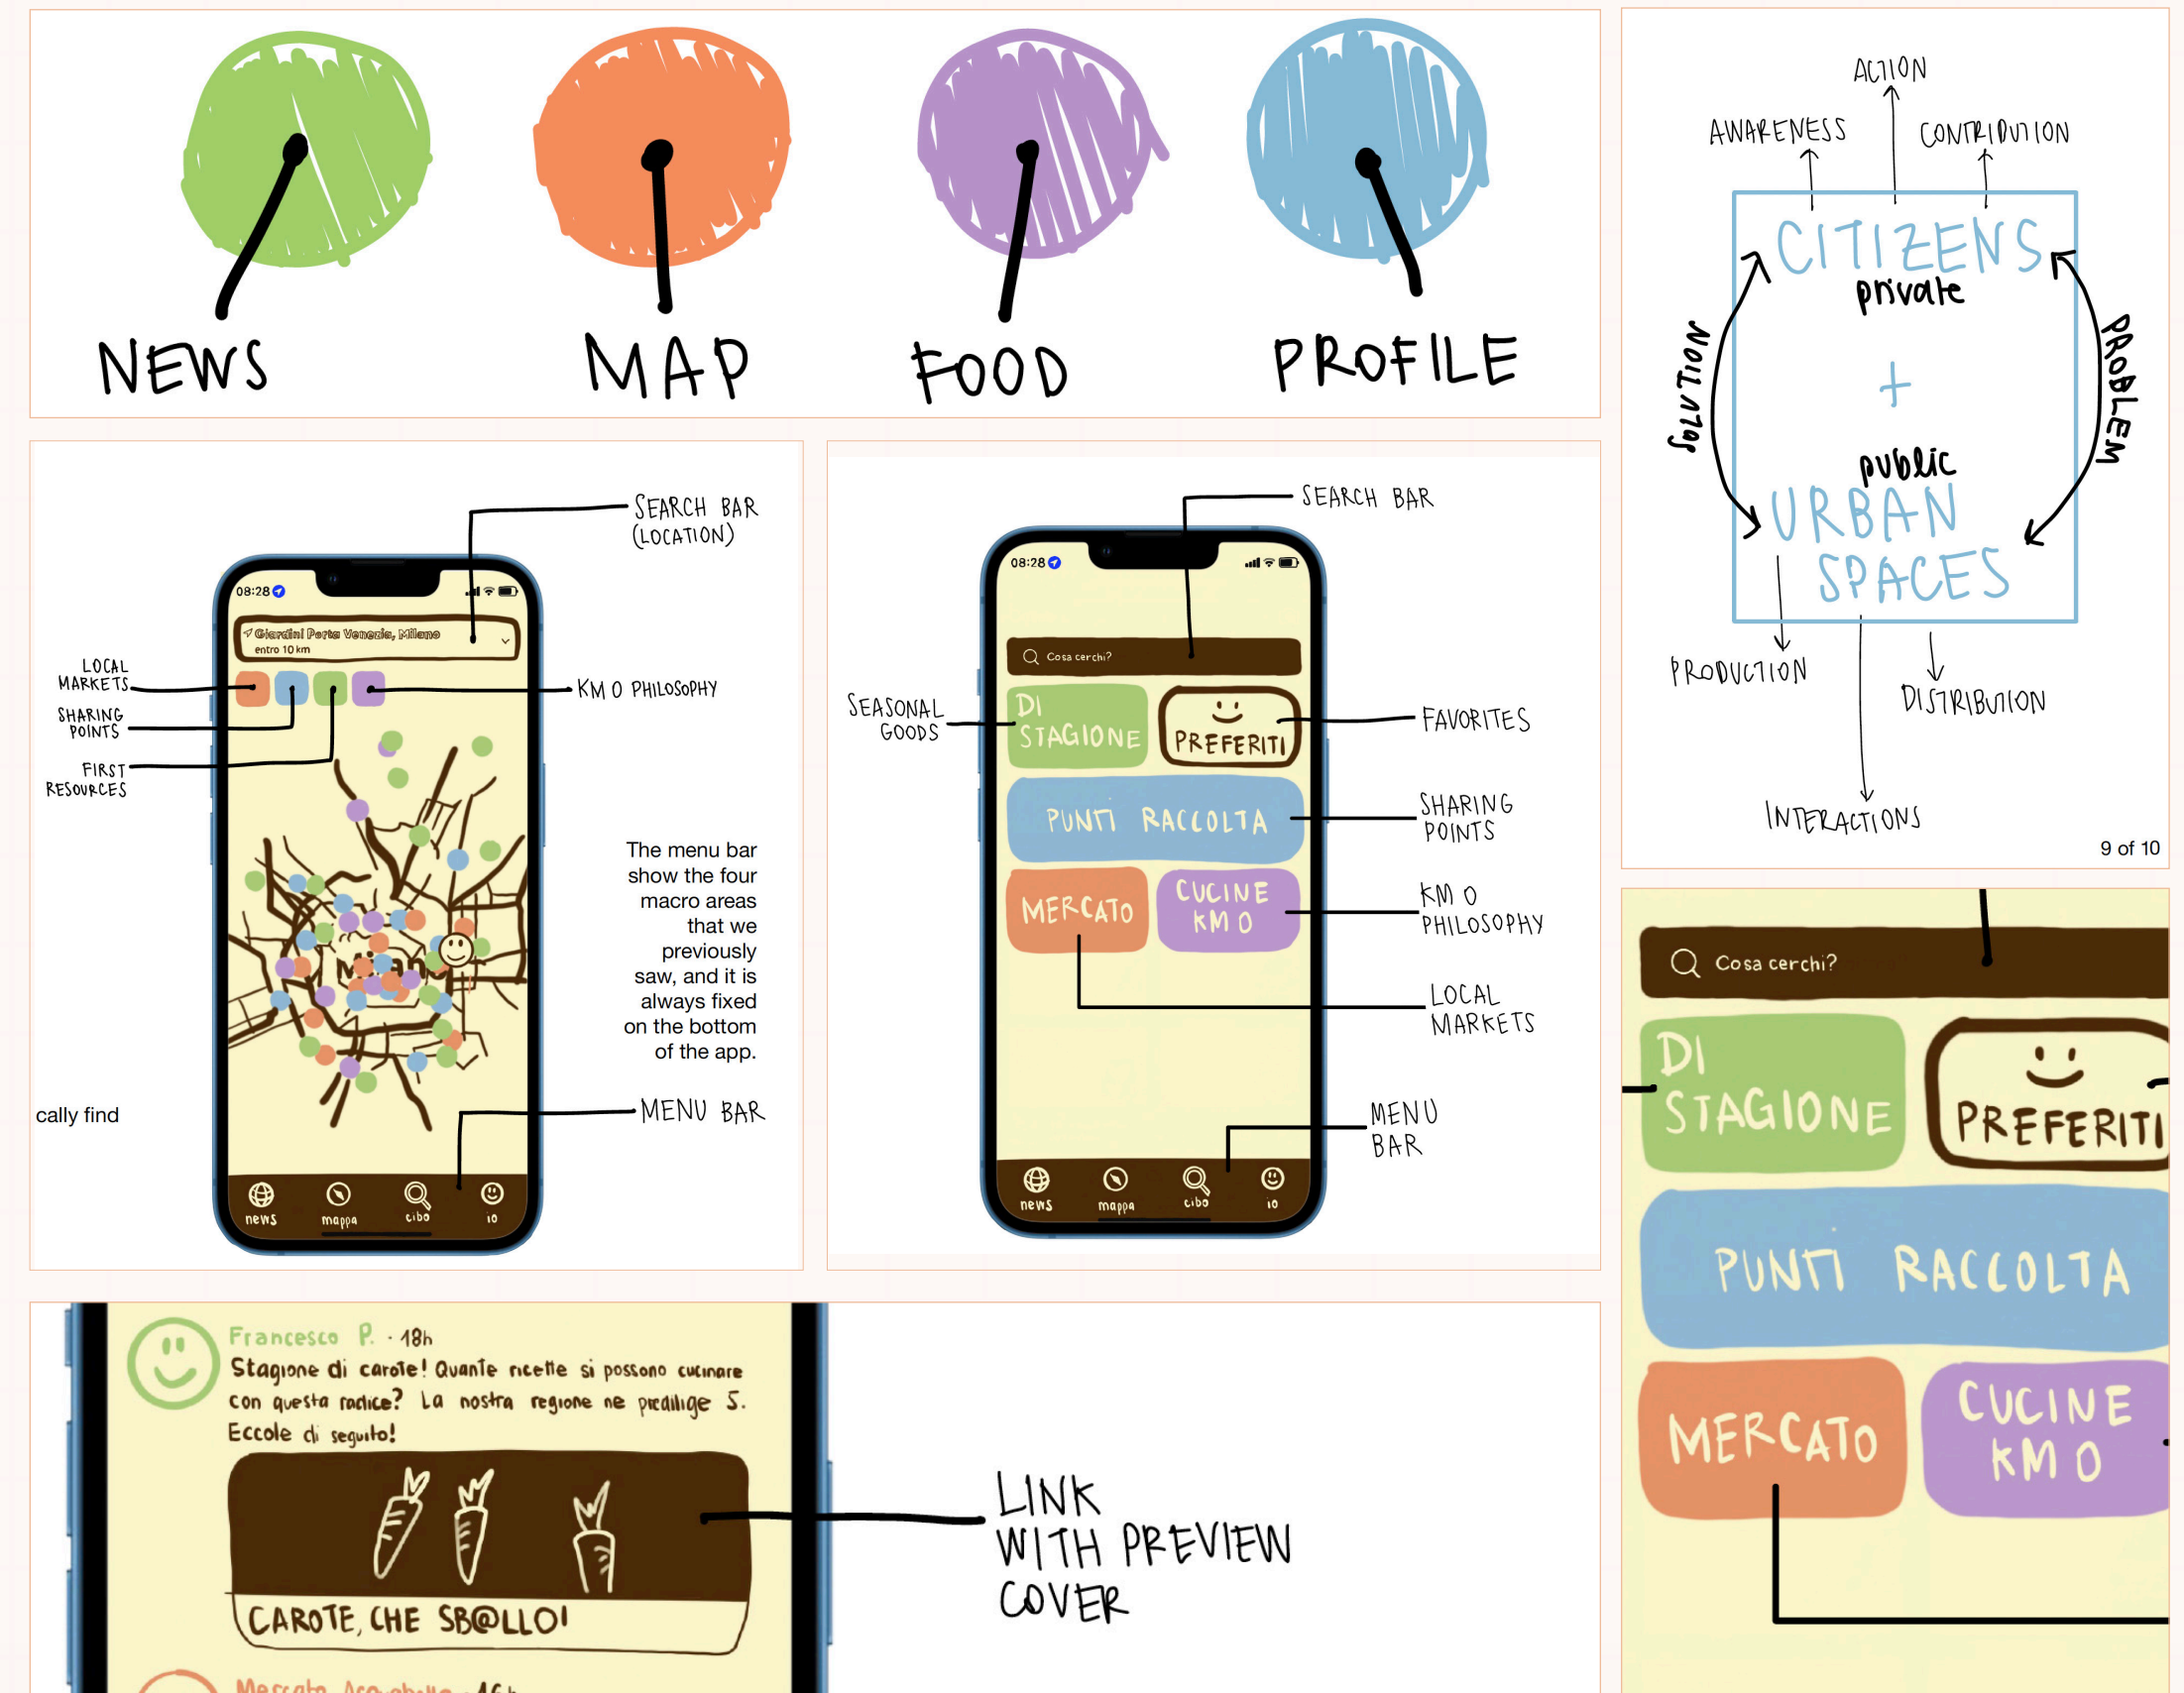 NEWS
MAP
FOOD
PROFILE
ACTION
AWARENESS
CONTRIBUTION
CITIZENS
private
+
public
URBAN
SPACES
SOLUTION
PROBLEM
PRODUCTION
DISTRIBUTION
INTERACTIONS
9 of 10
SEARCH BAR
(LOCATION)
08:28
Giardini Porta Venezia, Milano
entro 10 km
LOCAL
MARKETS
SHARING
POINTS
FIRST
RESOURCES
KM 0 PHILOSOPHY
Milano
The menu bar
show the four
macro areas
that we
previously
saw, and it is
always fixed
on the bottom
of the app.
cally find
MENU BAR
news
mappa
cibo
io
SEARCH BAR
08:28
Cosa cerchi?
SEASONAL
GOODS
DI
STAGIONE
PREFERITI
FAVORITES
PUNTI RACCOLTA
SHARING
POINTS
MERCATO
CUCINE
KM 0
KM 0
PHILOSOPHY
LOCAL
MARKETS
MENU
BAR
news
mappa
cibo
io
Cosa cerchi?
DI
STAGIONE
PREFERITI
PUNTI RACCOLTA
MERCATO
CUCINE
KM 0
Francesco P. · 18h
Stagione di carote! Quante ricette si possono cucinare
con questa radice? La nostra regione ne predilige 5.
Eccole di seguito!
CAROTE, CHE SB@LLO!
LINK
WITH PREVIEW
COVER
Mercato